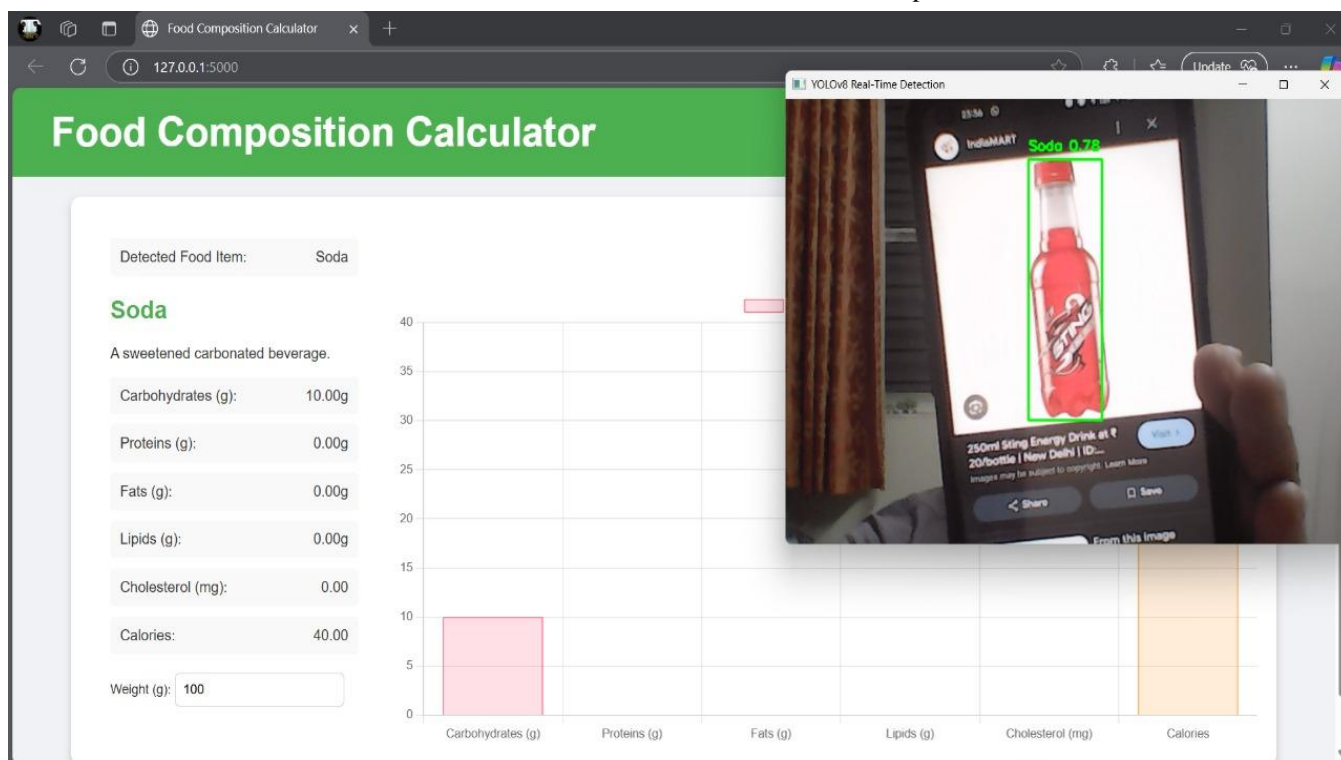 Food Composition Calculator
127.0.0.1:5000
Update
YOLOv8 Real-Time Detection
Food Composition Calculator
IndiaMART
Soda 0.78
STING
250ml Sting Energy Drink at ₹
20/bottle | New Delhi | ID:...
Visit >
Images may be subject to copyright. Learn More
Share
Save
From this image
Detected Food Item: Soda
Soda
A sweetened carbonated beverage.
Carbohydrates (g): 10.00g
Proteins (g): 0.00g
Fats (g): 0.00g
Lipids (g): 0.00g
Cholesterol (mg): 0.00
Calories: 40.00
Weight (g): 100
40
35
30
25
20
15
10
5
0
Carbohydrates (g) Proteins (g) Fats (g) Lipids (g) Cholesterol (mg) Calories